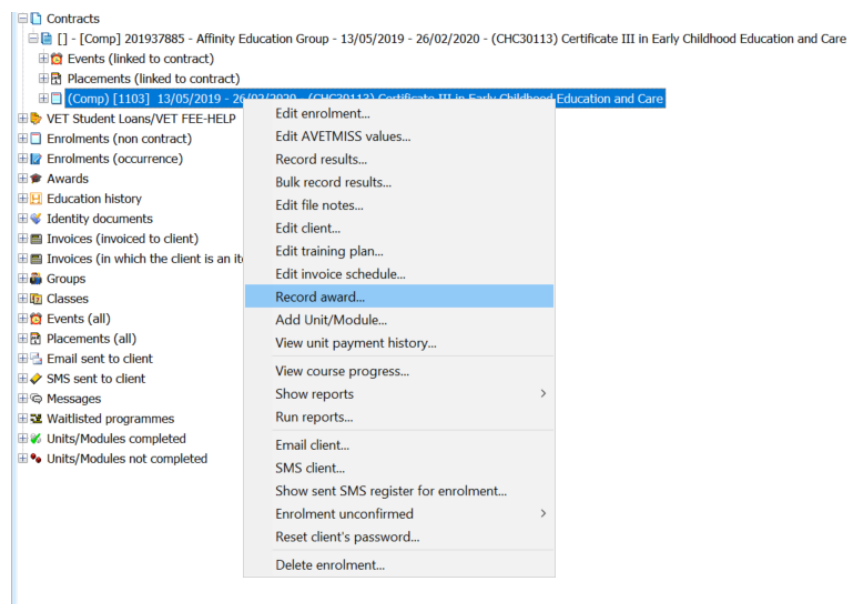 Contracts
[] - [Comp] 201937885 - Affinity Education Group - 13/05/2019 - 26/02/2020 - (CHC30113) Certificate III in Early Childhood Education and Care
Events (linked to contract)
Placements (linked to contract)
(Comp) [1103] 13/05/2019 - 26/02/2020 - (CHC30113) Certificate III in Early Childhood Education and Care
VET Student Loans/VET FEE-HELP
Enrolments (non contract)
Enrolments (occurrence)
Awards
Education history
Identity documents
Invoices (invoiced to client)
Invoices (in which the client is an
Groups
Classes
Events (all)
Placements (all)
Email sent to client
SMS sent to client
Messages
Waitlisted programmes
Units/Modules completed
Units/Modules not completed
Edit enrolment...
Edit AVETMISS values...
Record results...
Bulk record results...
Edit file notes...
Edit client...
Edit training plan...
Edit invoice schedule...
Record award...
Add Unit/Module...
View unit payment history...
View course progress...
Show reports
Run reports...
Email client...
SMS client...
Show sent SMS register for enrolment...
Enrolment unconfirmed
Reset client's password...
Delete enrolment...